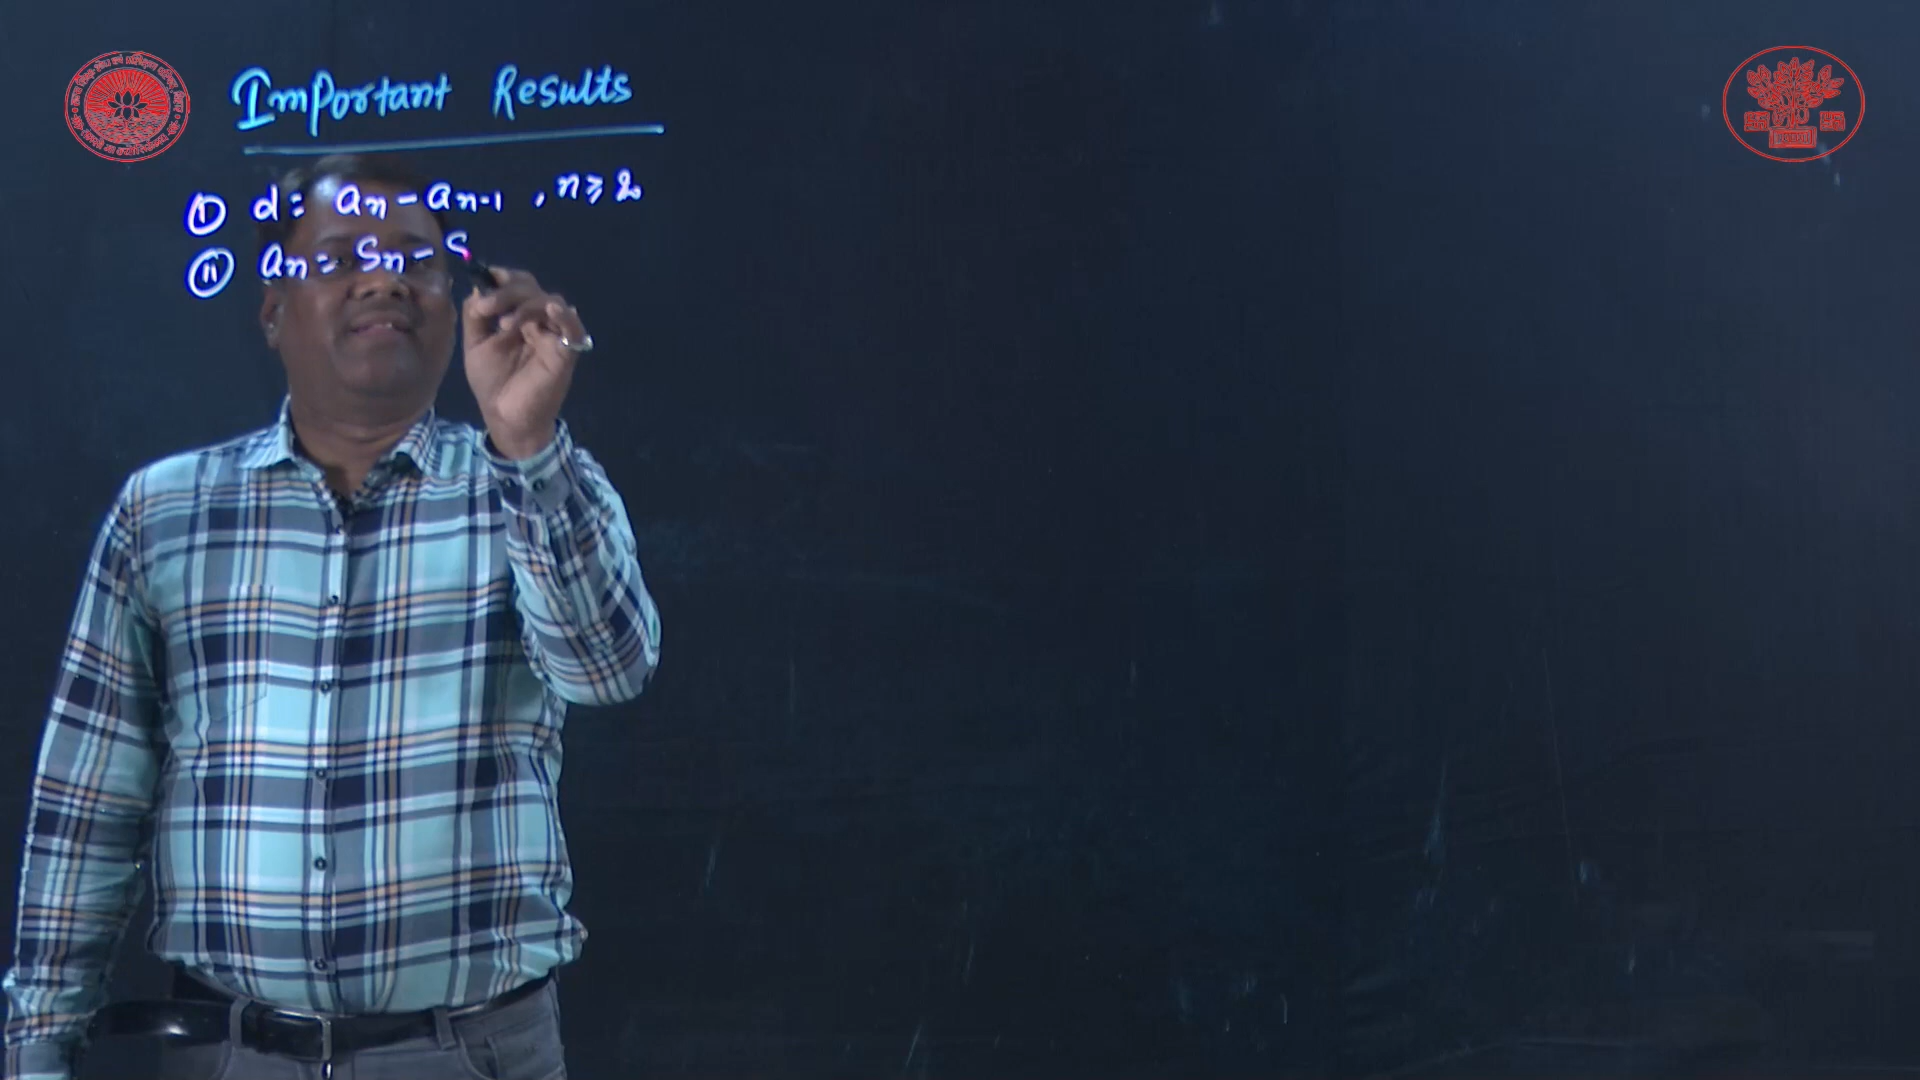 Important Results
(i) d = an - an-1 , n ≥ 2
(ii) an = Sn - S